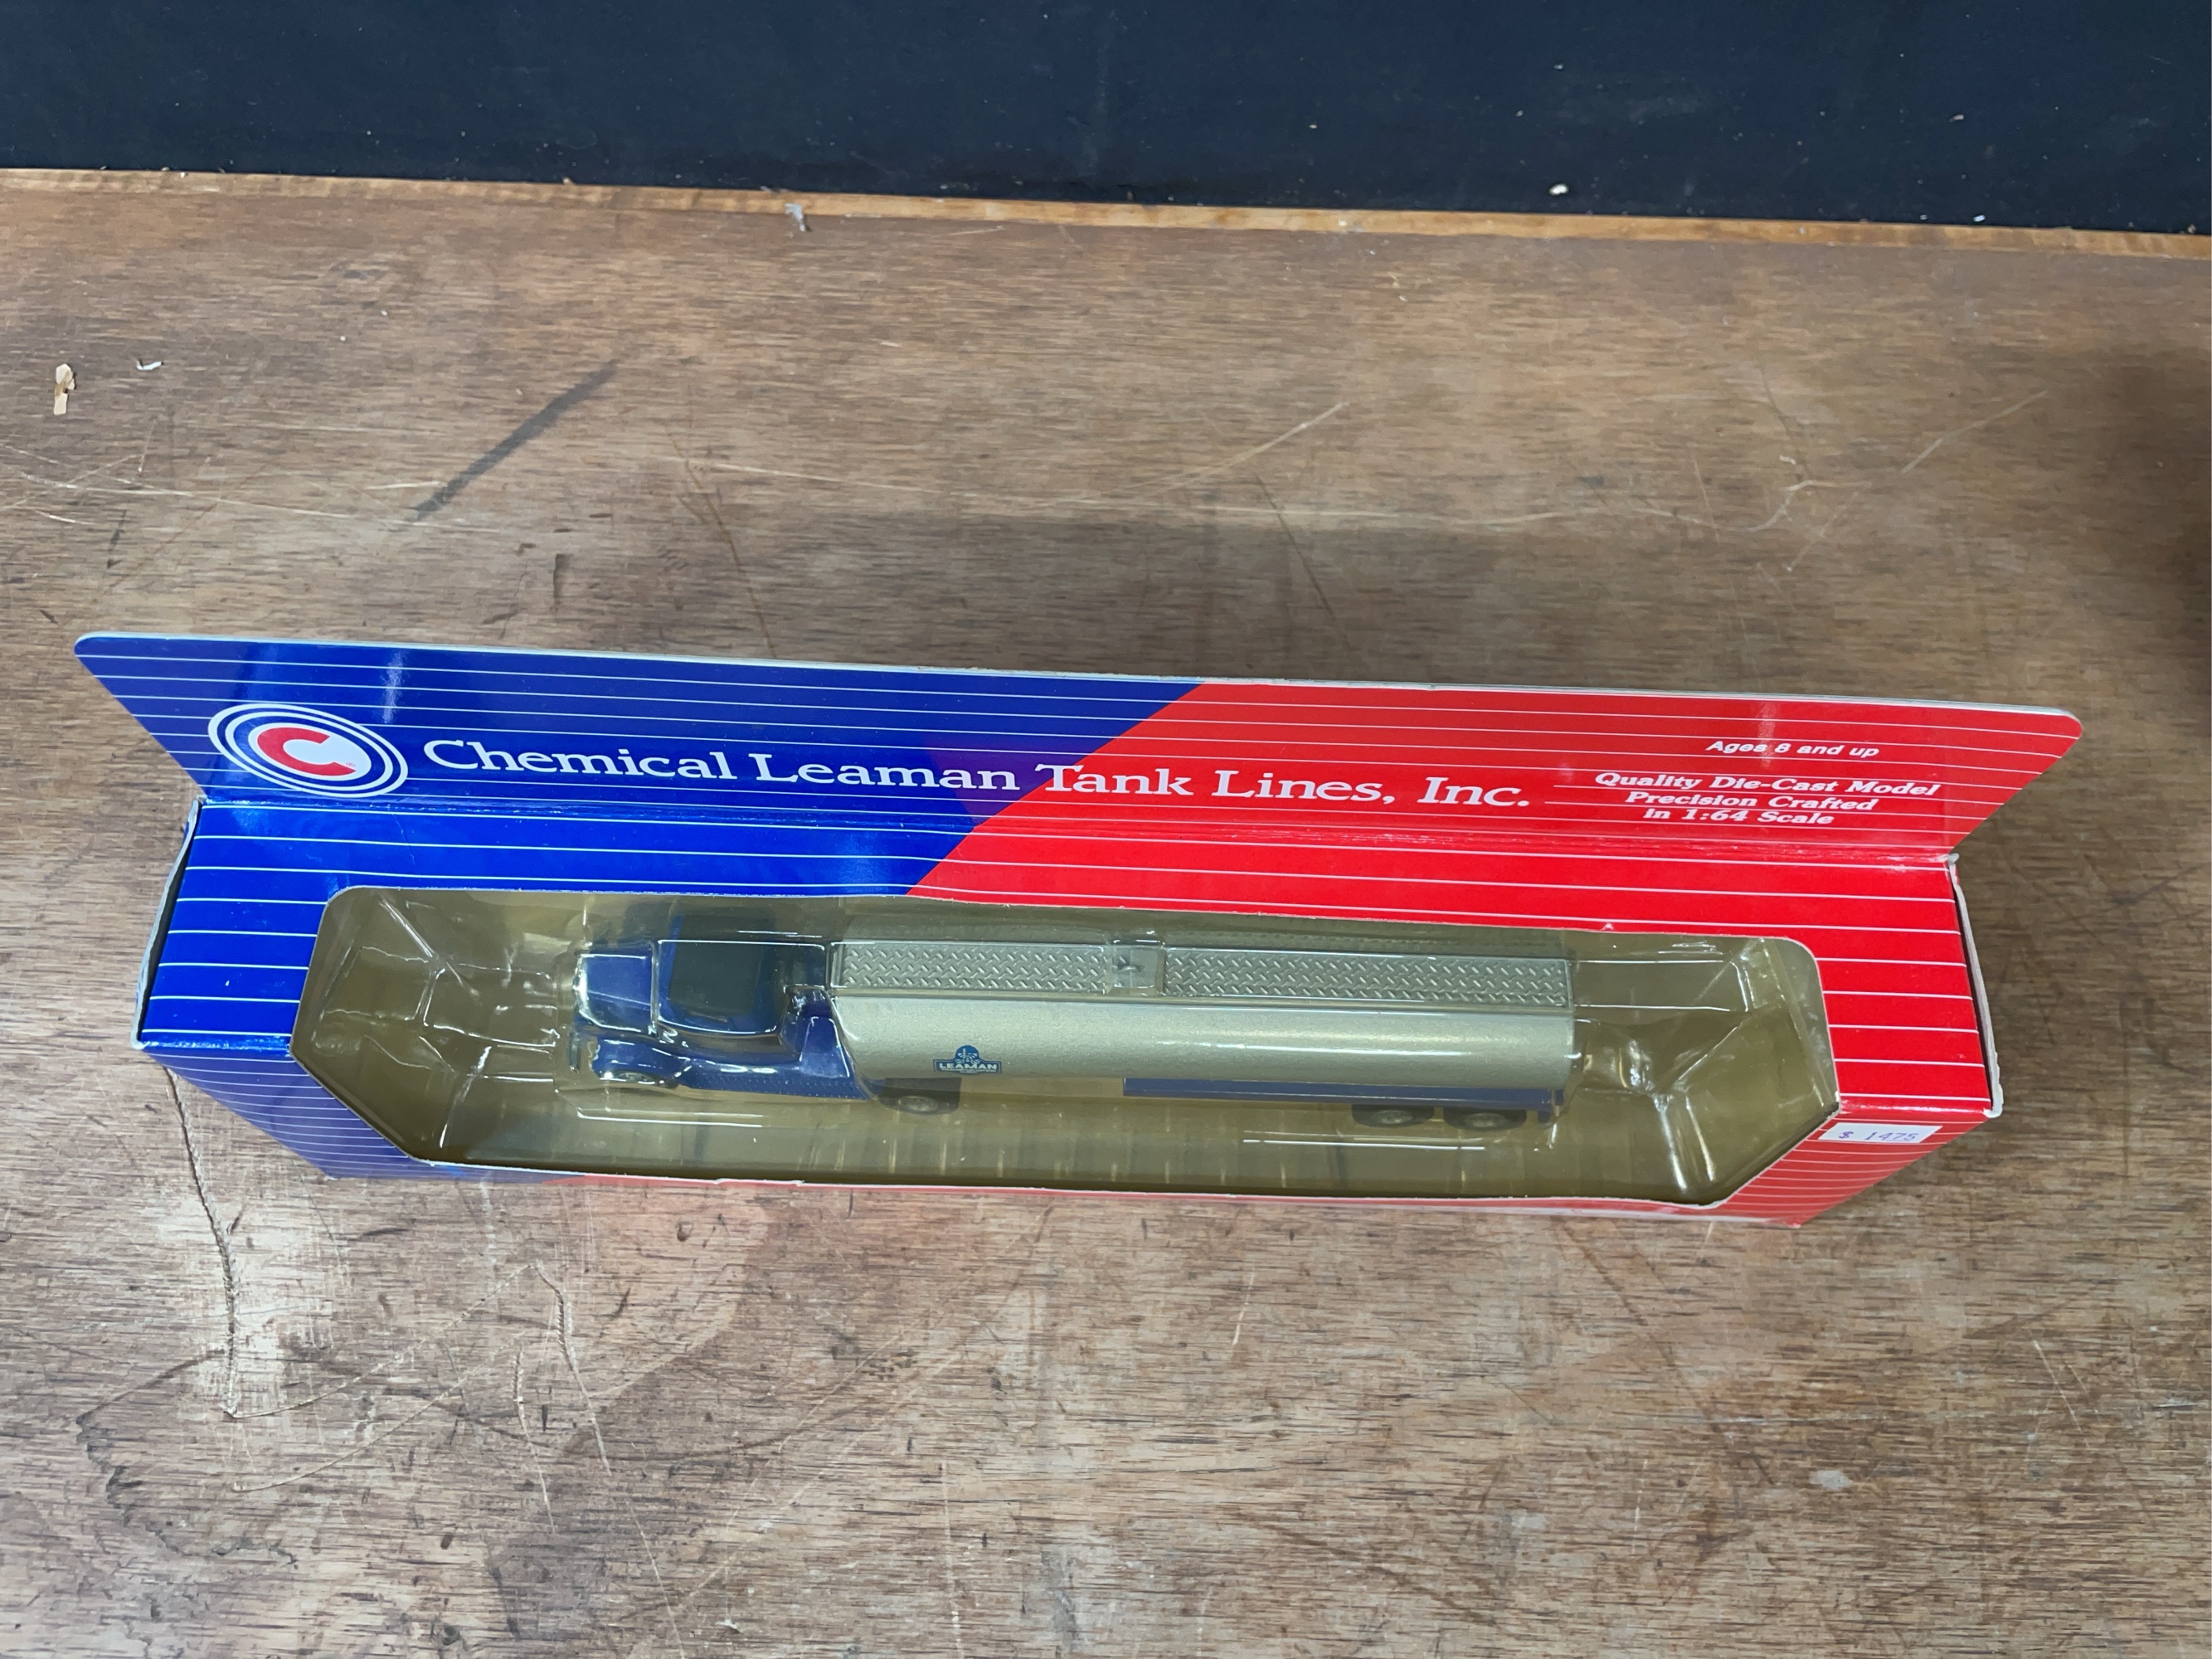 C Chemical Leaman Tank Lines, Inc.
Ages 8 and up
Quality Die-Cast Model
Precision Crafted
in 1:64 Scale
LEAMAN
$ 1475